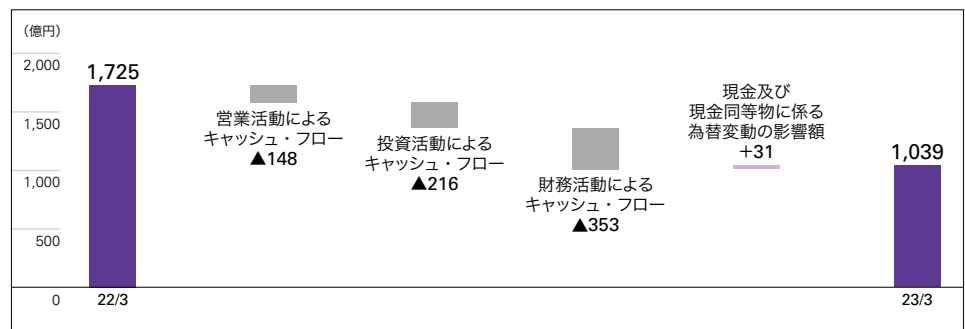 （億円）
2,000
1,500
1,000
500
0
1,725
22/3
営業活動による
キャッシュ・フロー
▲148
投資活動による
キャッシュ・フロー
▲216
財務活動による
キャッシュ・フロー
▲353
現金及び
現金同等物に係る
為替変動の影響額
+31
1,039
23/3